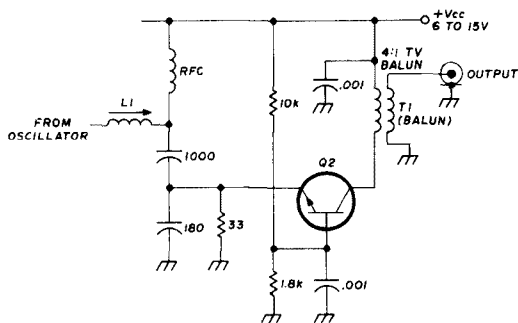 +Vcc
6 TO 15V
4:1 TV
BALUN
RFC
OUTPUT
.001
L1
10k
T1
(BALUN)
FROM
OSCILLATOR
1000
Q2
180
33
1.8k
.001